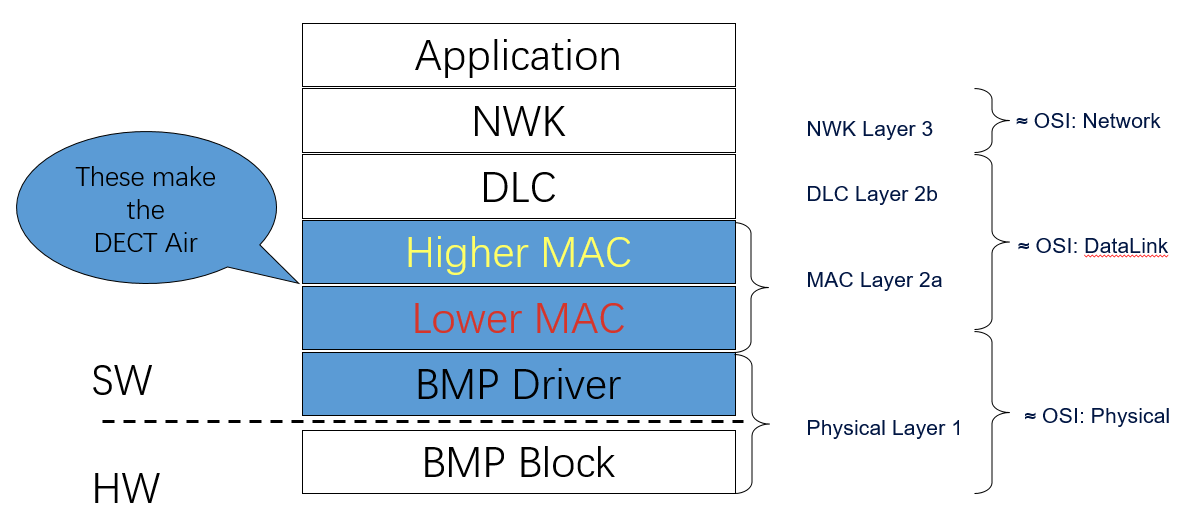 Application
NWK
NWK Layer 3
≈ OSI: Network
These make
the
DECT Air
DLC
DLC Layer 2b
Higher MAC
≈ OSI: DataLink
MAC Layer 2a
Lower MAC
SW
BMP Driver
≈ OSI: Physical
Physical Layer 1
BMP Block
HW